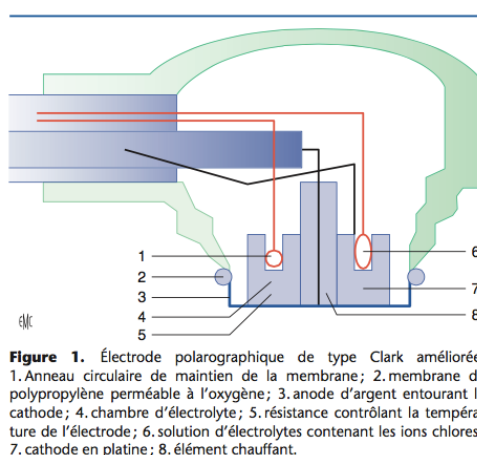 1
2
3
4
5
6
7
8
EMC
Figure 1. Électrode polarographique de type Clark améliorée
1. Anneau circulaire de maintien de la membrane ; 2. membrane d
polypropylène perméable à l'oxygène ; 3. anode d'argent entourant l
cathode ; 4. chambre d'électrolyte ; 5. résistance contrôlant la tempéra
ture de l'électrode ; 6. solution d'électrolytes contenant les ions chlores
7. cathode en platine ; 8. élément chauffant.